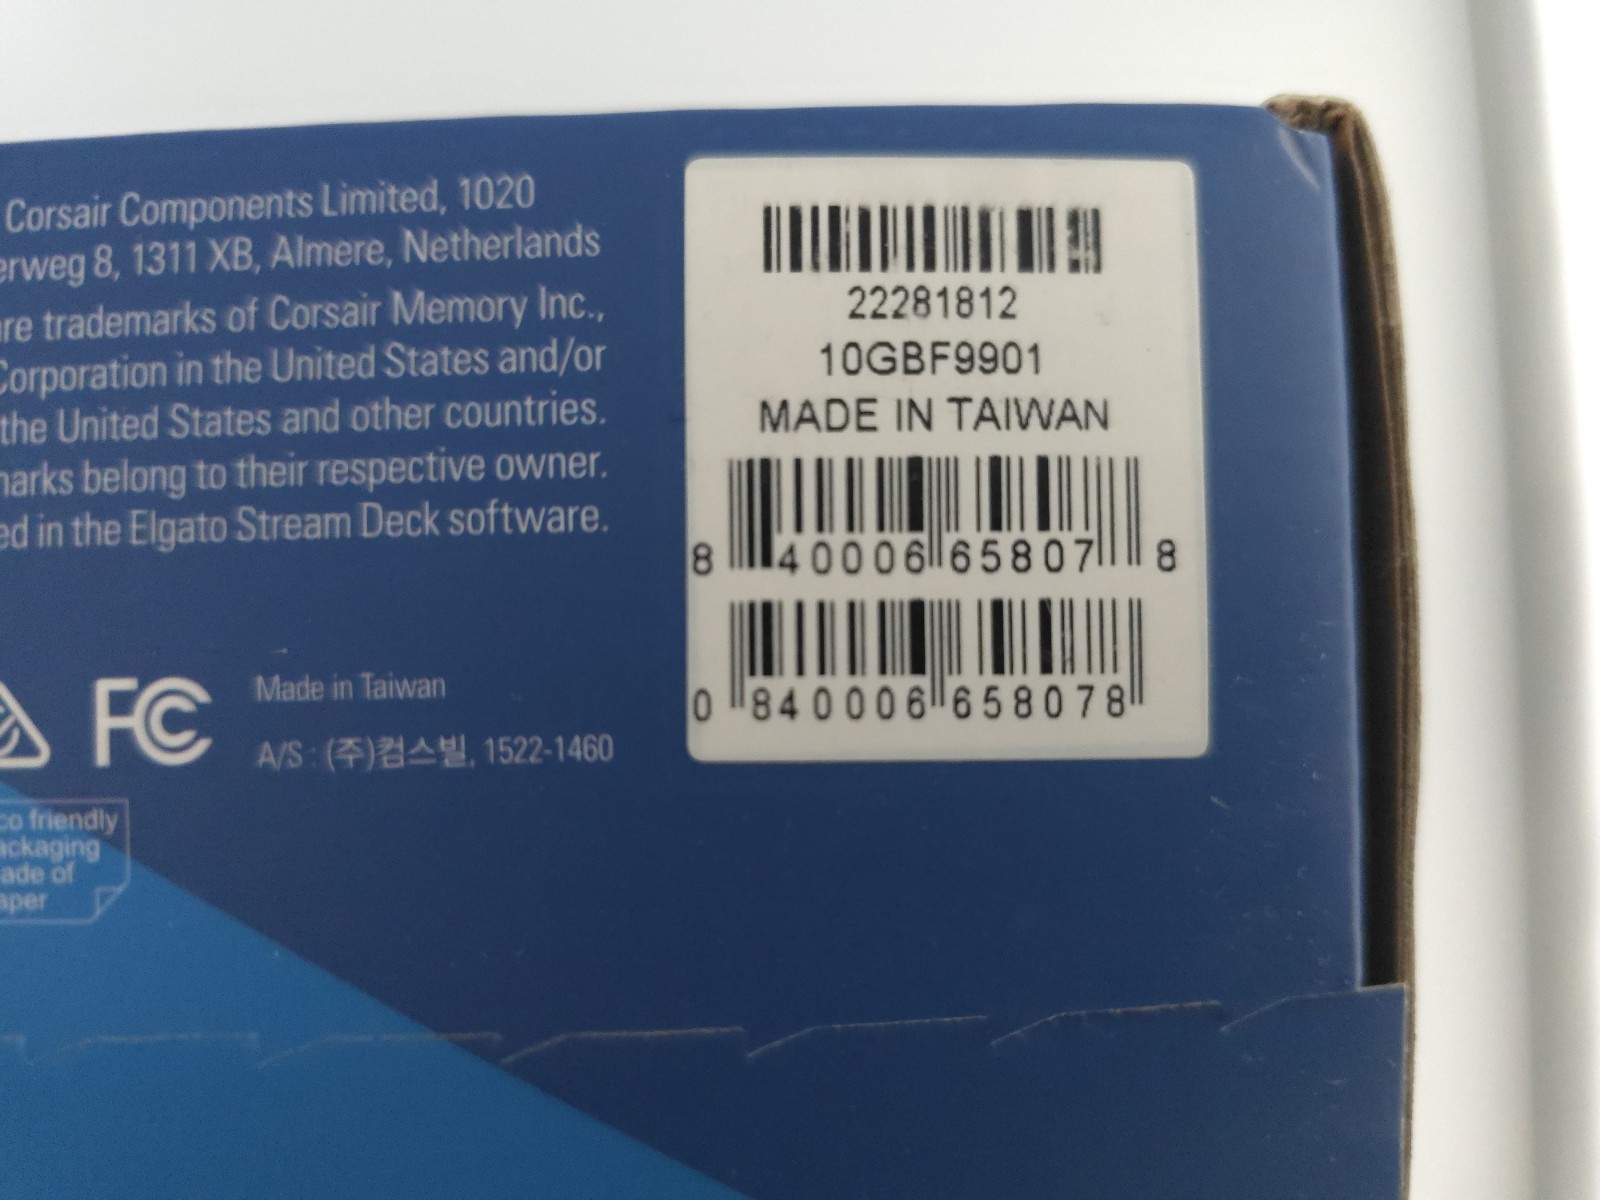 Corsair Components Limited, 1020
erweg 8, 1311 XB, Almere, Netherlands
are trademarks of Corsair Memory Inc.,
Corporation in the United States and/or
the United States and other countries.
marks belong to their respective owner.
ed in the Elgato Stream Deck software.
22281812
10GBF9901
MADE IN TAIWAN
8 40006 65807 8
0 840006 658078
FC
Made in Taiwan
A/S : (주)컴스빌, 1522-1460
co friendly
ackaging
ade of
aper